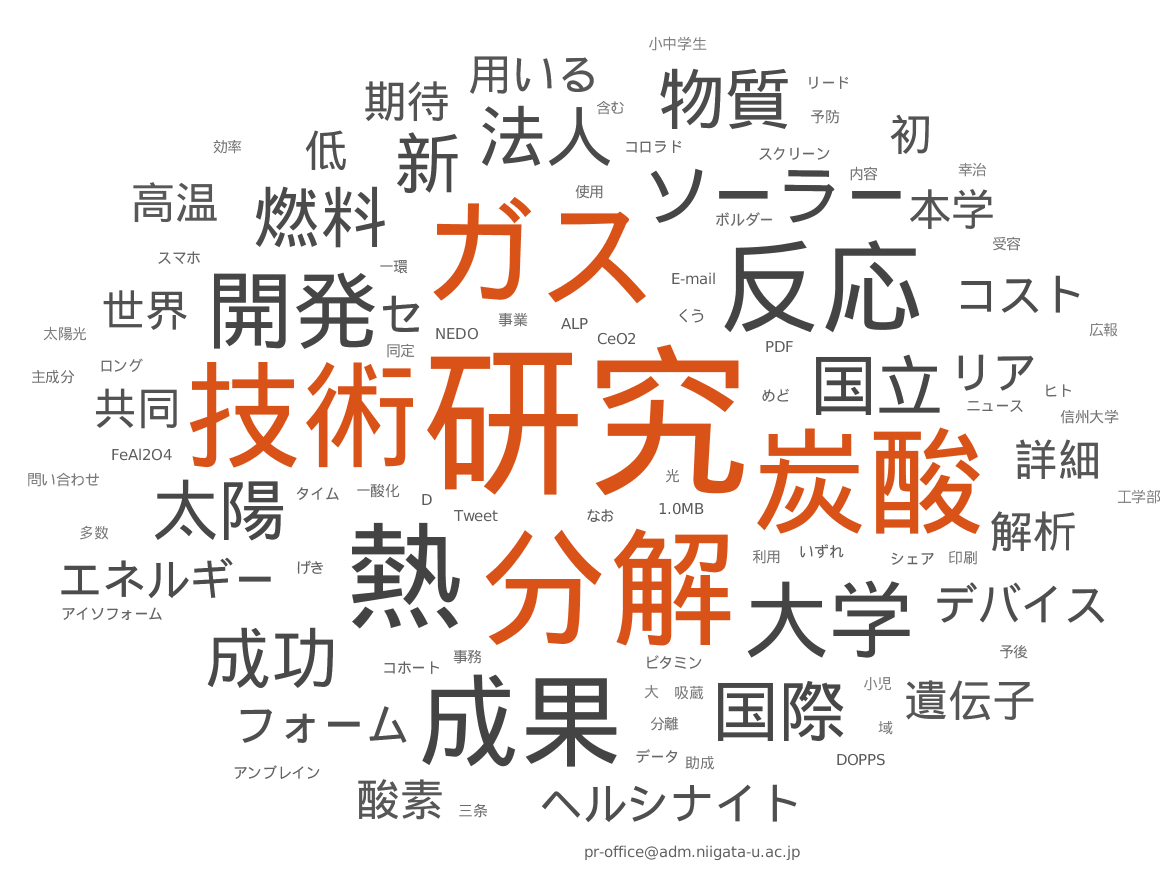 小中学生
用いる
物質
リード
期待
含む
法人
予防
初
低
新
コロラド
スクリーン
効率
内容
幸治
高温
燃料
使用
ソーラー
本学
ボルダー
ガス
受容
スマホ
一環
E-mail
反応
コスト
世界
開発
セ
くう
太陽光
NEDO
事業
ALP
CeO2
広報
同定
PDF
ロング
主成分
国立
リア
ヒト
共同
技術
研究
めど
ニュース
信州大学
FeAl2O4
炭酸
詳細
問い合わせ
光
太陽
タイム
一酸化
D
工学部
Tweet
なお
1.0MB
多数
解析
熱
分解
利用
いずれ
シェア
印刷
エネルギー
げき
アイソフォーム
大学
デバイス
成功
コホート
事務
ビタミン
予後
成果
大
吸蔵
国際
小児
遺伝子
フォーム
分離
域
データ
助成
DOPPS
アンブレイン
酸素
三条
ヘルシナイト
pr-office@adm.niigata-u.ac.jp